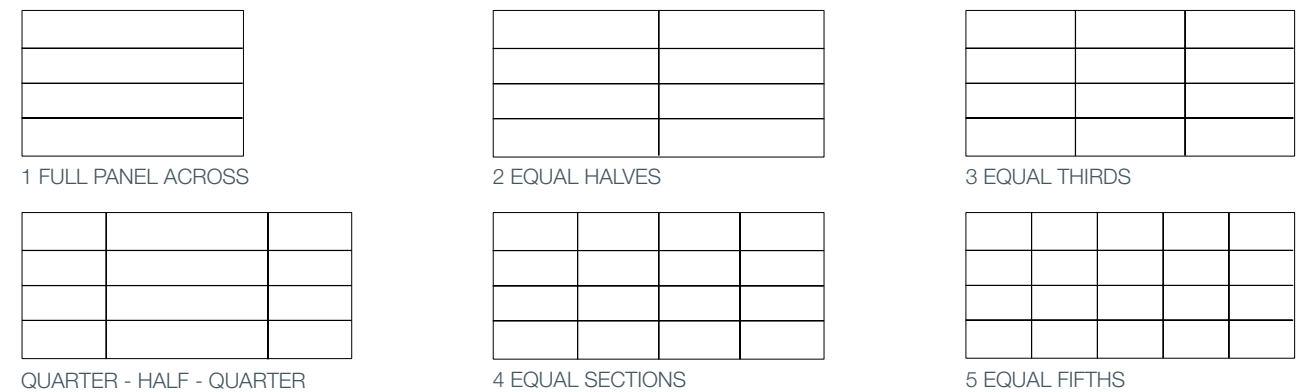 1 FULL PANEL ACROSS
2 EQUAL HALVES
3 EQUAL THIRDS
QUARTER - HALF - QUARTER
4 EQUAL SECTIONS
5 EQUAL FIFTHS